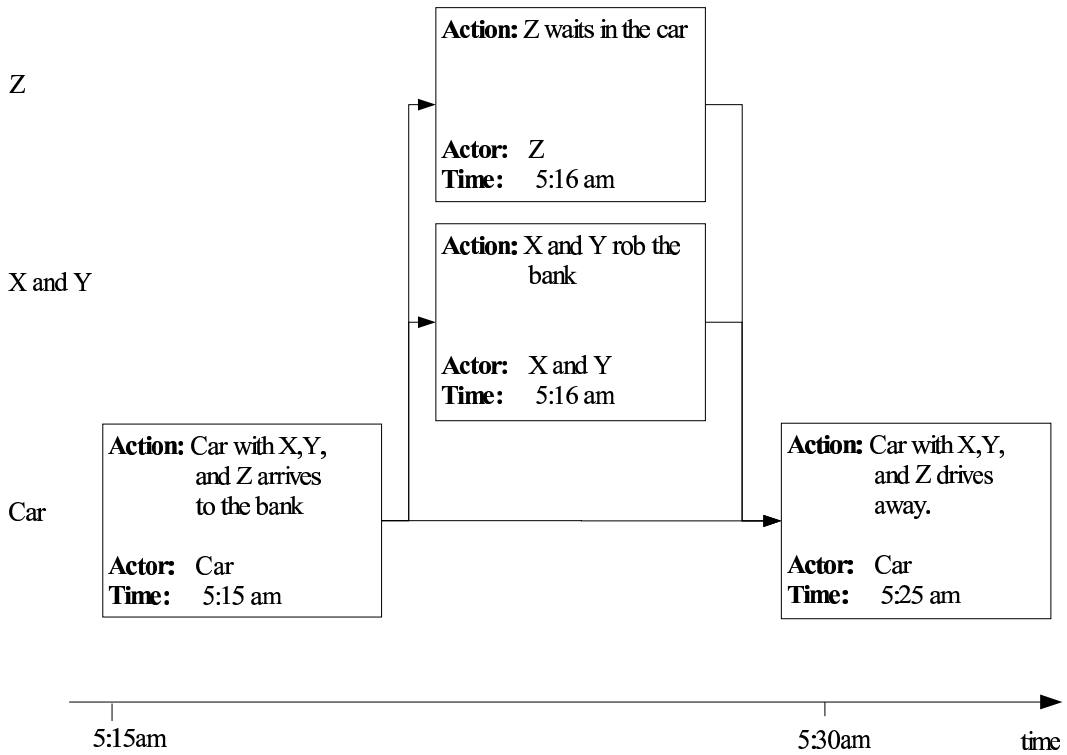 Z
Action: Z waits in the car
Actor: Z
Time: 5:16 am
X and Y
Action: X and Y rob the
bank
Actor: X and Y
Time: 5:16 am
Car
Action: Car with X,Y,
and Z arrives
to the bank
Actor: Car
Time: 5:15 am
Action: Car with X,Y,
and Z drives
away.
Actor: Car
Time: 5:25 am
5:15am
5:30am
time